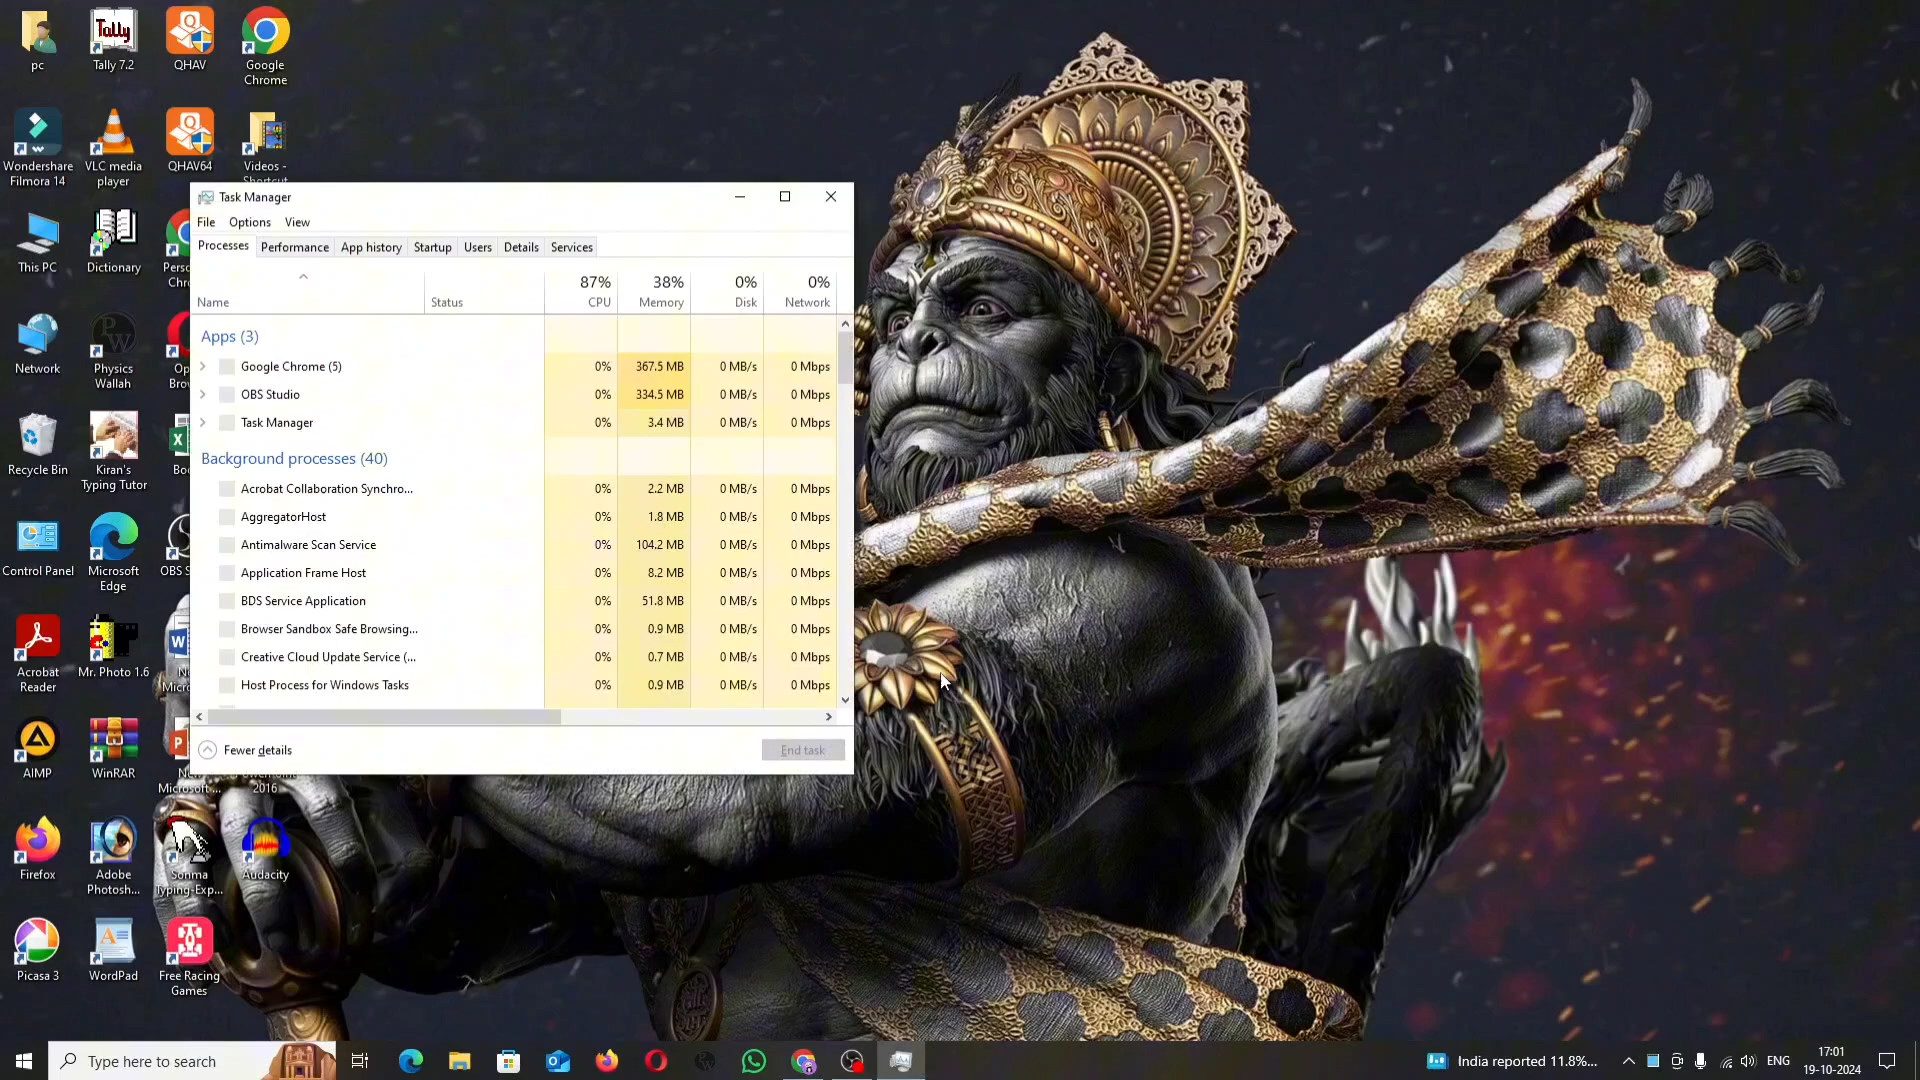 pc
Tally 7.2
QHAV
Google
Chrome
Wondershare
Filmora 14
VLC media
player
QHAV64
Videos -
This PC
Dictionary
Network
Physics
Wallah
Recycle Bin
Kiran's
Typing Tutor
Control Panel
Microsoft
Edge
Acrobat
Reader
Mr. Photo 1.6
AIMP
WinRAR
Microsoft ...
2016
Firefox
Adobe
Photosh...
Sonma
Typing-Exp...
Audacity
Picasa 3
WordPad
Free Racing
Games
Task Manager
File Options View
Processes Performance App history Startup Users Details Services
87% 38% 0% 0%
Name Status CPU Memory Disk Network
Apps (3)
Google Chrome (5) 0% 367.5 MB 0 MB/s 0 Mbps
OBS Studio 0% 334.5 MB 0 MB/s 0 Mbps
Task Manager 0% 3.4 MB 0 MB/s 0 Mbps
Background processes (40)
Acrobat Collaboration Synchro... 0% 2.2 MB 0 MB/s 0 Mbps
AggregatorHost 0% 1.8 MB 0 MB/s 0 Mbps
Antimalware Scan Service 0% 104.2 MB 0 MB/s 0 Mbps
Application Frame Host 0% 8.2 MB 0 MB/s 0 Mbps
BDS Service Application 0% 51.8 MB 0 MB/s 0 Mbps
Browser Sandbox Safe Browsing... 0% 0.9 MB 0 MB/s 0 Mbps
Creative Cloud Update Service (... 0% 0.7 MB 0 MB/s 0 Mbps
Host Process for Windows Tasks 0% 0.9 MB 0 MB/s 0 Mbps
Fewer details End task
Type here to search
India reported 11.8%...
ENG
17:01
19-10-2024